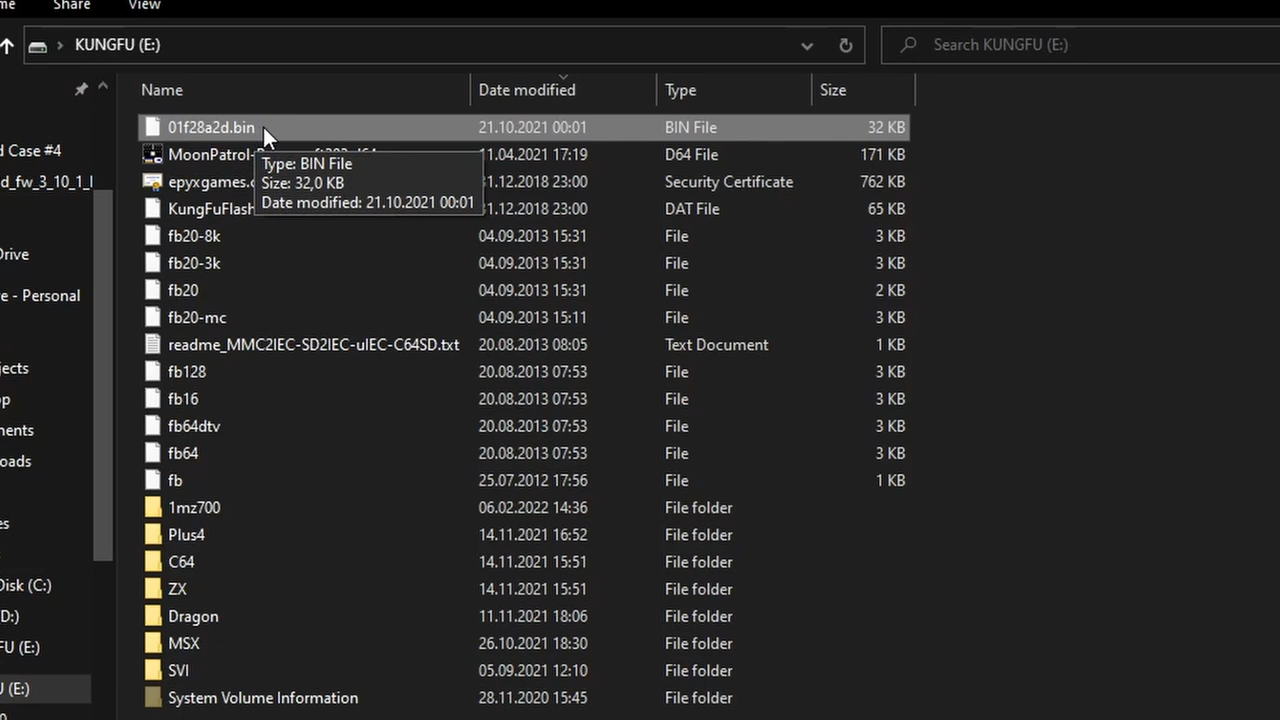 me Share View
KUNGFU (E:) Search KUNGFU (E:)
Name Date modified Type Size
01f28a2d.bin 21.10.2021 00:01 BIN File 32 KB
d Case #4 MoonPatrol- 11.04.2021 17:19 D64 File 171 KB
Type: BIN File
d_fw_3_10_1_ epyxgames. 31.12.2018 23:00 Security Certificate 762 KB
Size: 32,0 KB
KungFuFlash 31.12.2018 23:00 DAT File 65 KB
Date modified: 21.10.2021 00:01
fb20-8k 04.09.2013 15:31 File 3 KB
Drive fb20-3k 04.09.2013 15:31 File 3 KB
e - Personal fb20 04.09.2013 15:31 File 2 KB
fb20-mc 04.09.2013 15:11 File 3 KB
readme_MMC2IEC-SD2IEC-uIEC-C64SD.txt 20.08.2013 08:05 Text Document 1 KB
jects fb128 20.08.2013 07:53 File 3 KB
op fb16 20.08.2013 07:53 File 3 KB
ments fb64dtv 20.08.2013 07:53 File 3 KB
oads fb64 20.08.2013 07:53 File 3 KB
fb 25.07.2012 17:56 File 1 KB
es 1mz700 06.02.2022 14:36 File folder
Plus4 14.11.2021 16:52 File folder
C64 14.11.2021 15:51 File folder
Disk (C:) ZX 14.11.2021 15:51 File folder
D:) Dragon 11.11.2021 18:06 File folder
FU (E:) MSX 26.10.2021 18:30 File folder
U (E:) SVI 05.09.2021 12:10 File folder
System Volume Information 28.11.2020 15:45 File folder